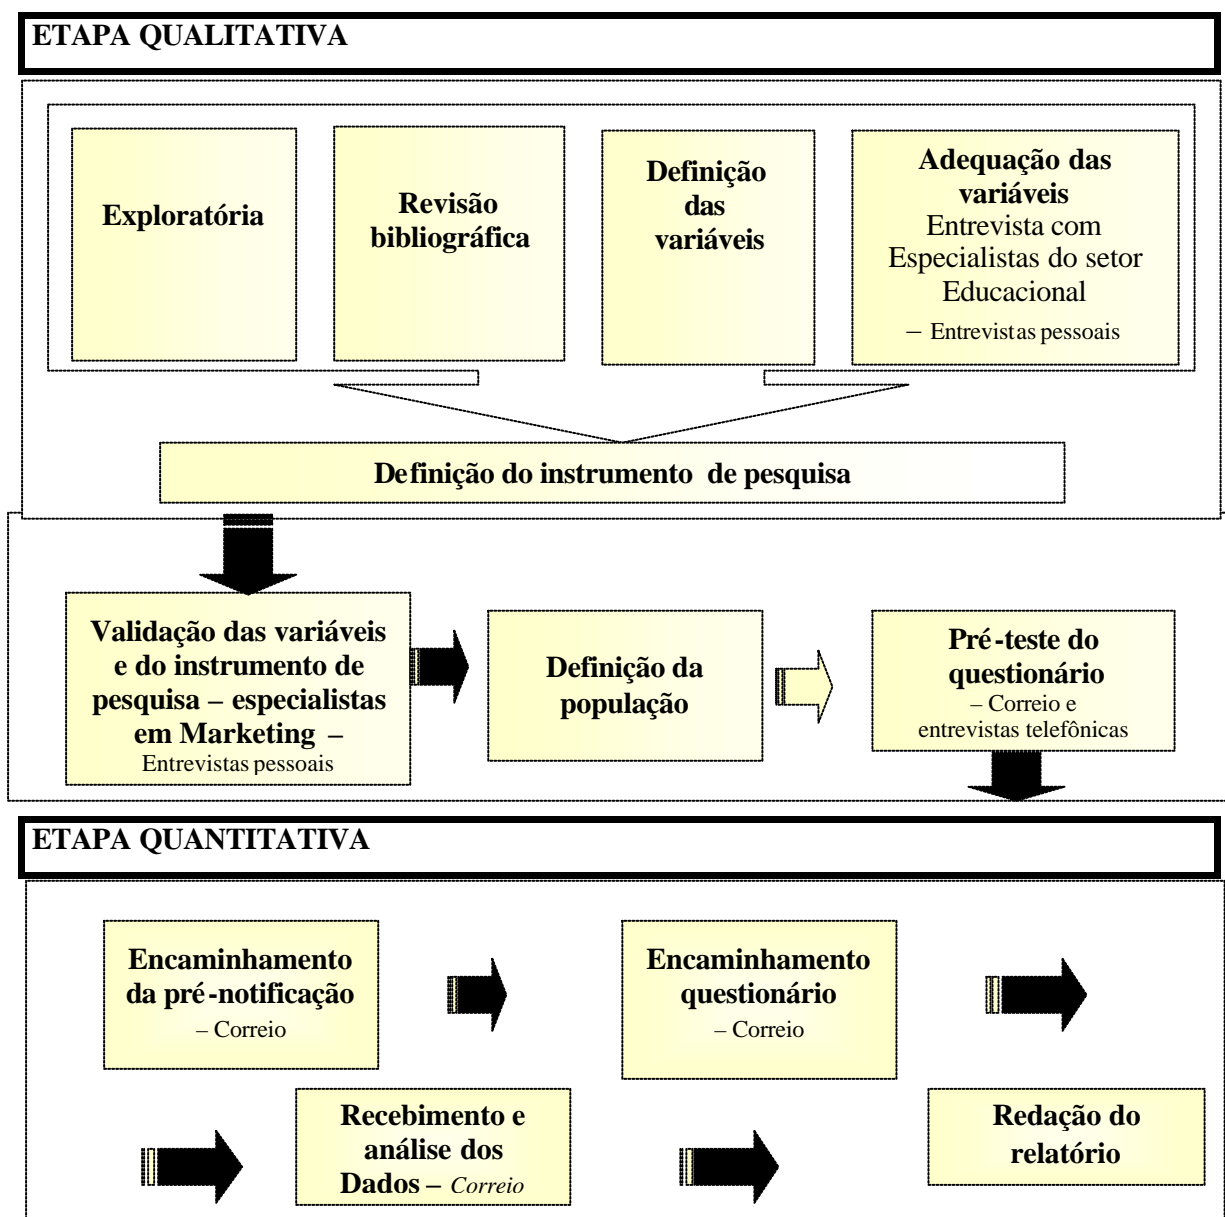 ETAPA QUALITATIVA
Exploratória
Revisão
bibliográfica
Definição
das
variáveis
Adequação das
variáveis
Entrevista com
Especialistas do setor
Educacional
– Entrevistas pessoais
Definição do instrumento de pesquisa
Validação das variáveis
e do instrumento de
pesquisa – especialistas
em Marketing –
Entrevistas pessoais
Definição da
população
Pré-teste do
questionário
– Correio e
entrevistas telefônicas
ETAPA QUANTITATIVA
Encaminhamento
da pré-notificação
– Correio
Encaminhamento
questionário
– Correio
Recebimento e
análise dos
Dados – Correio
Redação do
relatório